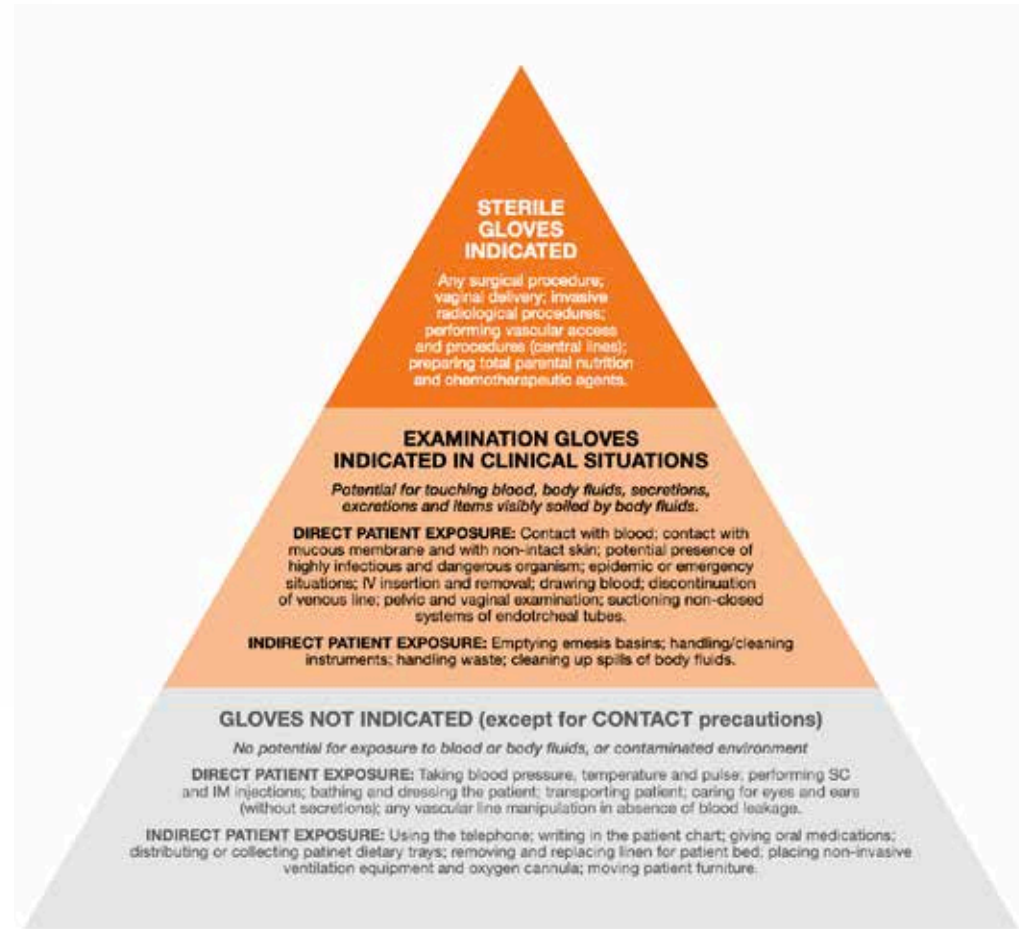 STERILE
GLOVES
INDICATED
Any surgical procedure;
vaginal delivery; invasive
radiological procedures;
performing vascular access
and procedures (central lines);
preparing total parental nutrition
and chemotherapeutic agents.
EXAMINATION GLOVES
INDICATED IN CLINICAL SITUATIONS
Potential for touching blood, body fluids, secretions,
excretions and items visibly soiled by body fluids.
DIRECT PATIENT EXPOSURE: Contact with blood; contact with
mucous membrane and with non-intact skin; potential presence of
highly infectious and dangerous organism; epidemic or emergency
situations; IV insertion and removal; drawing blood; discontinuation
of venous line; pelvic and vaginal examination; suctioning non-closed
systems of endotrcheal tubes.
INDIRECT PATIENT EXPOSURE: Emptying emesis basins; handling/cleaning
instruments; handling waste; cleaning up spills of body fluids.
GLOVES NOT INDICATED (except for CONTACT precautions)
No potential for exposure to blood or body fluids, or contaminated environment
DIRECT PATIENT EXPOSURE: Taking blood pressure, temperature and pulse; performing SC
and IM injections; bathing and dressing the patient; transporting patient; caring for eyes and ears
(without secretions); any vascular line manipulation in absence of blood leakage.
INDIRECT PATIENT EXPOSURE: Using the telephone; writing in the patient chart; giving oral medications;
distributing or collecting patinet dietary trays; removing and replacing linen for patient bed; placing non-invasive
ventilation equipment and oxygen cannula; moving patient furniture.